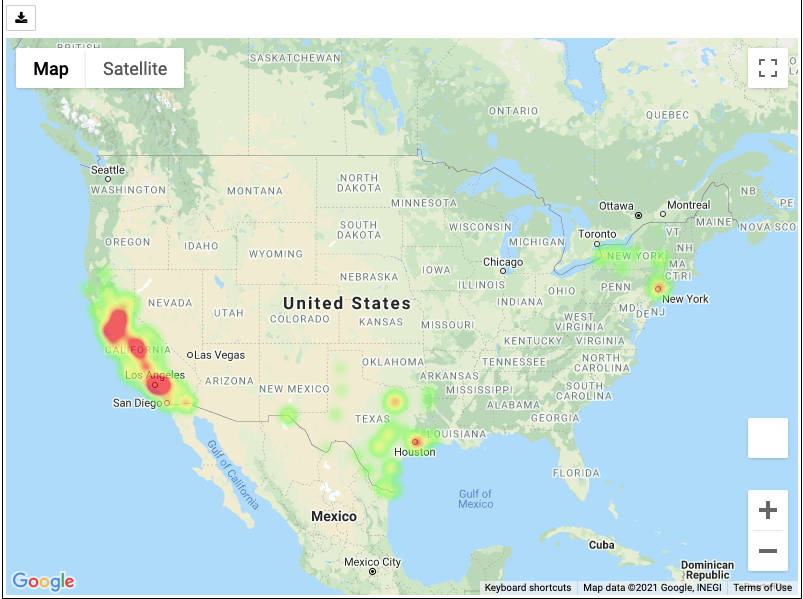 BRITISH
SASKATCHEWAN
Map
Satellite
ONTARIO
QUEBEC
Seattle
WASHINGTON
MONTANA
NORTH
DAKOTA
MINNESOTA
Ottawa
Montreal
NB
PE
MAINE
NOVA SCO
OREGON
IDAHO
SOUTH
DAKOTA
WISCONSIN
MICHIGAN
Toronto
VT
NH
NEW YORK
MA
CT RI
WYOMING
Chicago
IOWA
NEBRASKA
ILLINOIS
INDIANA
OHIO
PENN
New York
NEVADA
UTAH
United States
COLORADO
KANSAS
MISSOURI
WEST
VIRGINIA
MD
DE
NJ
KENTUCKY
VIRGINIA
CALIFORNIA
Las Vegas
OKLAHOMA
TENNESSEE
NORTH
CAROLINA
Los Angeles
ARIZONA
NEW MEXICO
ARKANSAS
MISSISSIPPI
SOUTH
CAROLINA
San Diego
TEXAS
ALABAMA
GEORGIA
LOUISIANA
Houston
Gulf of California
FLORIDA
Gulf of
Mexico
Mexico
Cuba
Mexico City
Dominican
Republic
Google
Keyboard shortcuts
Map data ©2021 Google, INEGI
Terms of Use